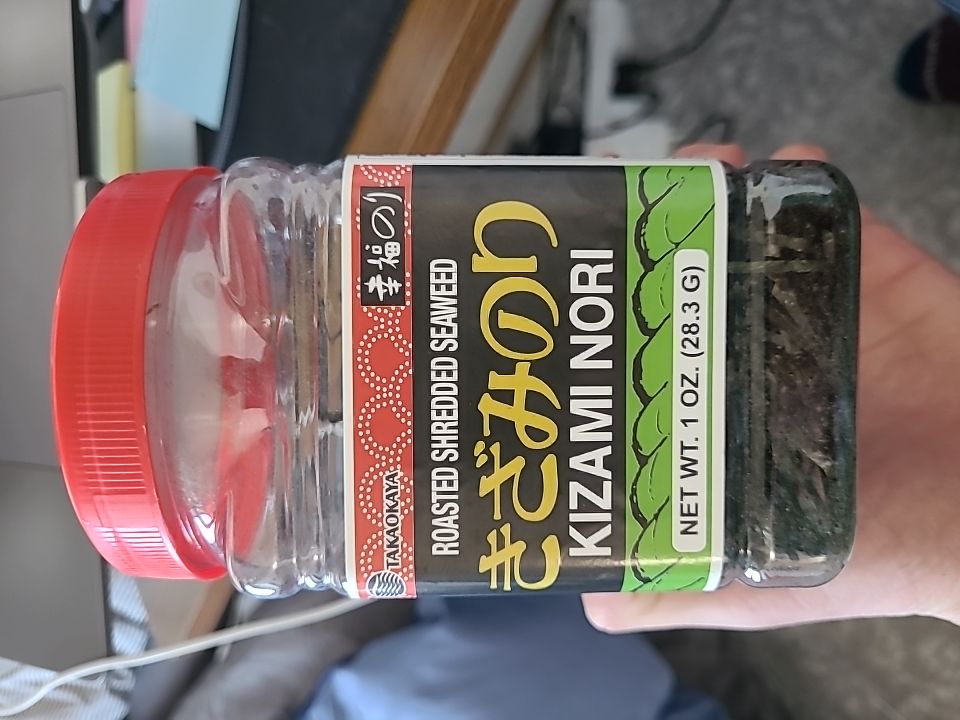 幸福のり
TAKAOKAYA
ROASTED SHREDDED SEAWEED
きざみのり
KIZAMI NORI
NET WT. 1 OZ. (28.3 G)